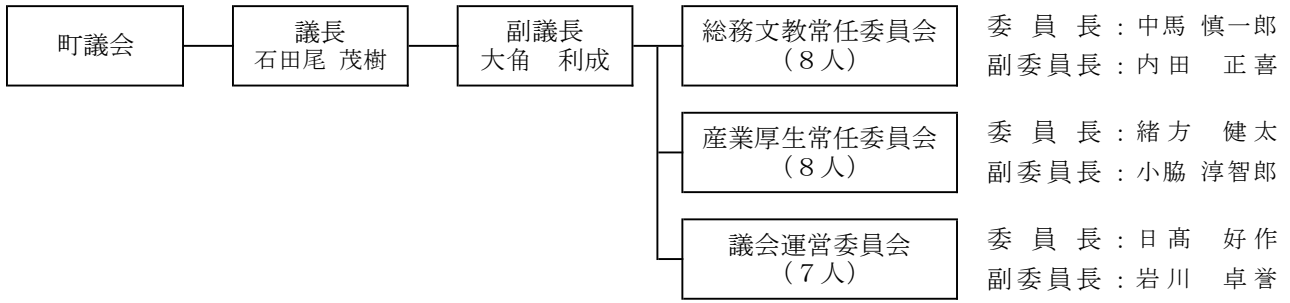 町議会
議長
石田尾 茂樹
副議長
大角　利成
総務文教常任委員会
（８人）
委　員　長：中馬 慎一郎
副委員長：内田　正喜
産業厚生常任委員会
（８人）
委　員　長：緒方　健太
副委員長：小脇 淳智郎
議会運営委員会
（７人）
委　員　長：日髙　好作
副委員長：岩川　卓誉